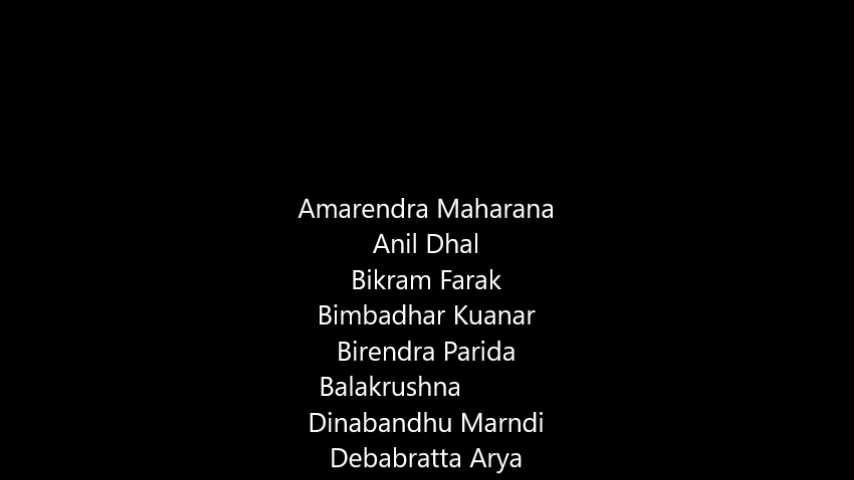 Amarendra Maharana
Anil Dhal
Bikram Farak
Bimbadhar Kuanar
Birendra Parida
Balakrushna
Dinabandhu Marndi
Debabratta Arya